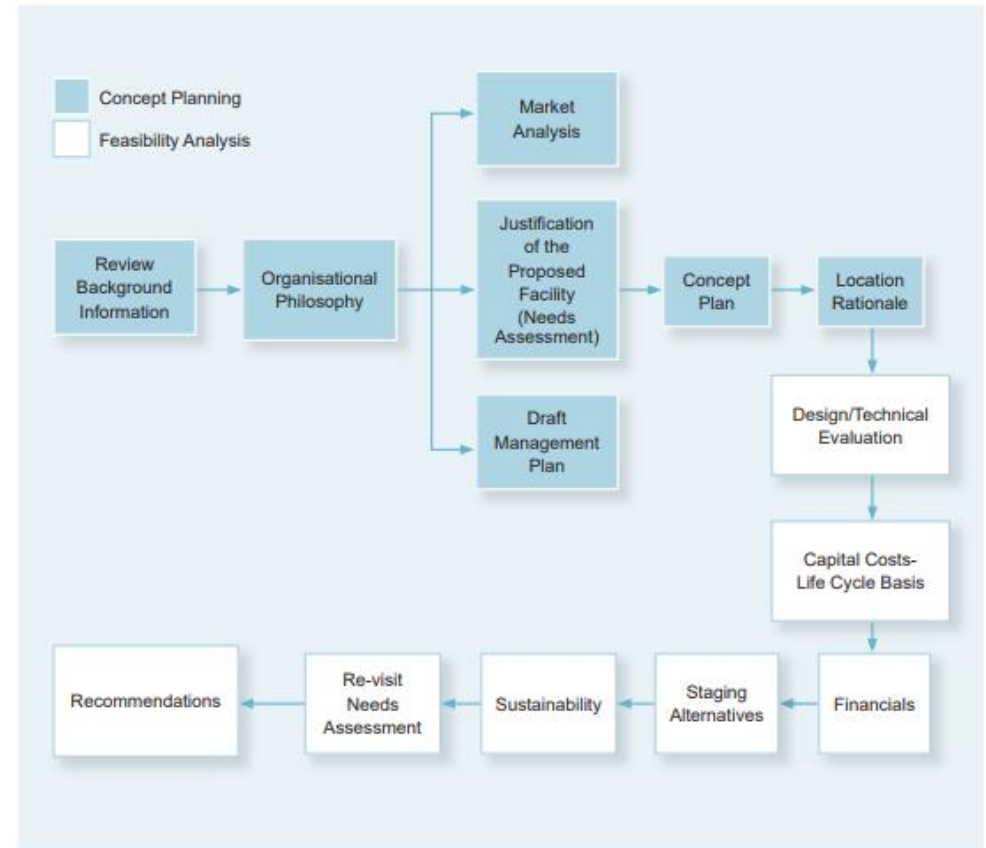 Concept Planning
Feasibility Analysis
Market
Analysis
Review
Background
Information
Organisational
Philosophy
Justification
of the
Proposed
Facility
(Needs
Assessment)
Concept
Plan
Location
Rationale
Draft
Management
Plan
Design/Technical
Evaluation
Capital Costs-
Life Cycle Basis
Financials
Staging
Alternatives
Sustainability
Re-visit
Needs
Assessment
Recommendations